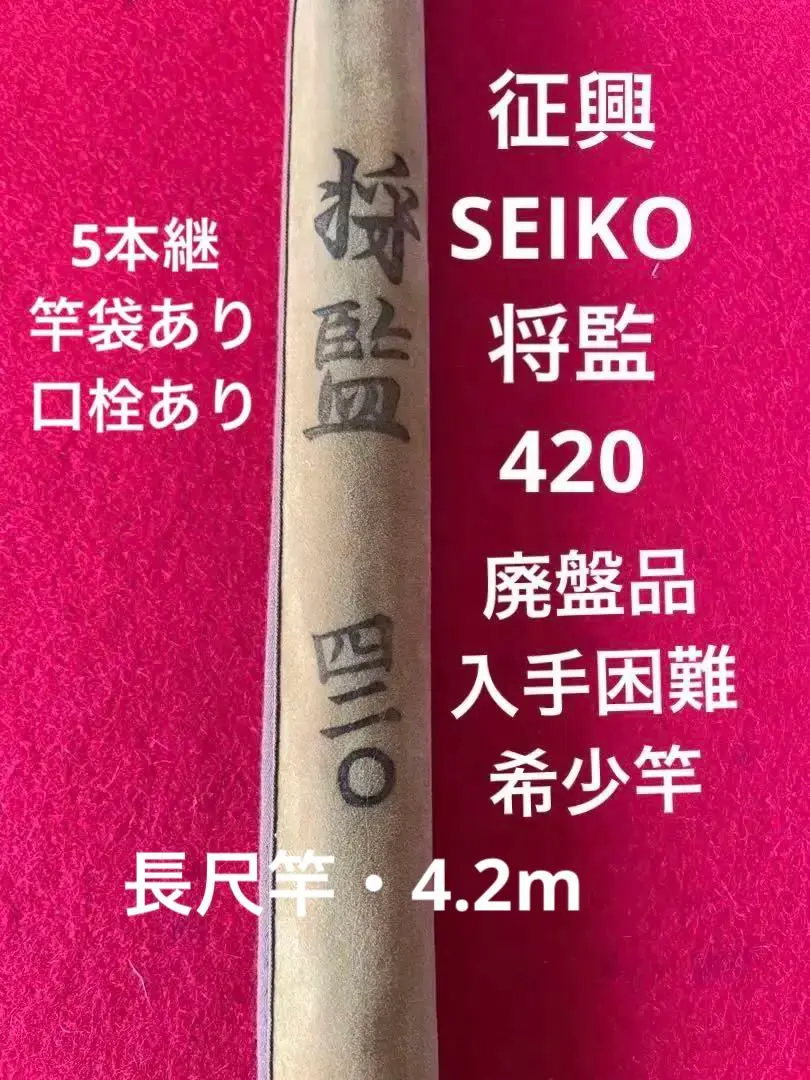 征興
SEIKO
将監
420
廃盤品
入手困難
希少竿
5本継
竿袋あり
口栓あり
将監
四二〇
長尺竿・4.2m